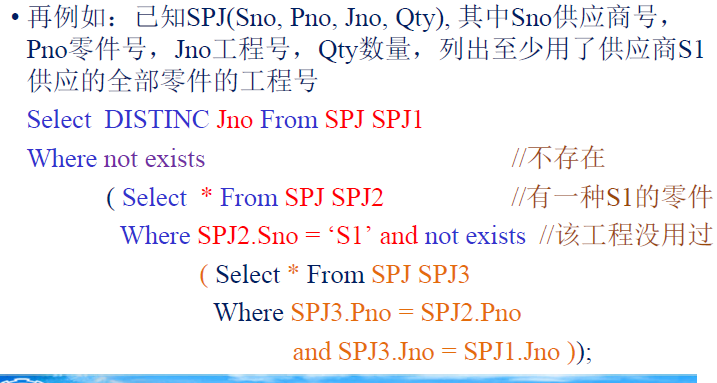 • 再例如：已知SPJ(Sno, Pno, Jno, Qty), 其中Sno供应商号，
Pno零件号，Jno工程号，Qty数量，列出至少用了供应商S1
供应的全部零件的工程号
Select DISTINC Jno From SPJ SPJ1
Where not exists //不存在
( Select * From SPJ SPJ2 //有一种S1的零件
Where SPJ2.Sno = ‘S1’ and not exists //该工程没用过
( Select * From SPJ SPJ3
Where SPJ3.Pno = SPJ2.Pno
and SPJ3.Jno = SPJ1.Jno ));